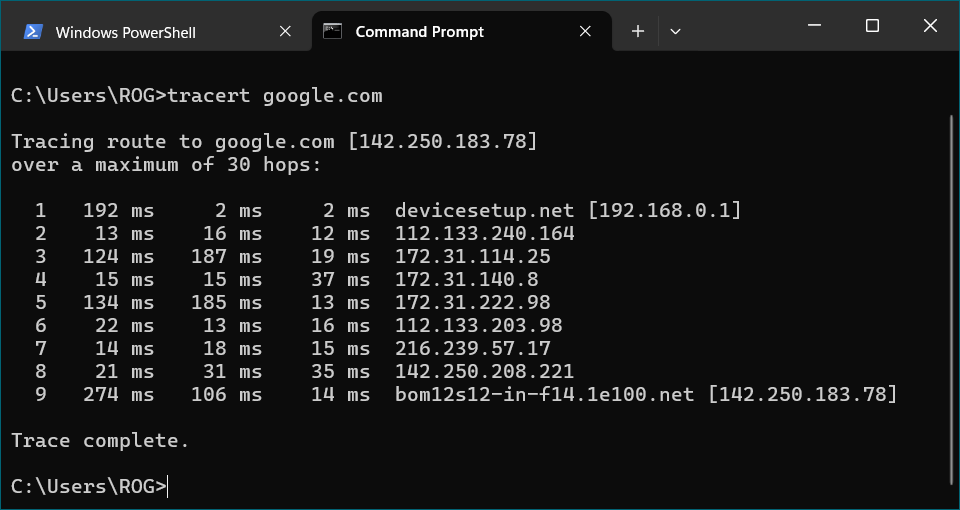 Windows PowerShell
Command Prompt
C:\Users\ROG>tracert google.com
Tracing route to google.com [142.250.183.78]
over a maximum of 30 hops:
1 192 ms 2 ms 2 ms devicesetup.net [192.168.0.1]
2 13 ms 16 ms 12 ms 112.133.240.164
3 124 ms 187 ms 19 ms 172.31.114.25
4 15 ms 15 ms 37 ms 172.31.140.8
5 134 ms 185 ms 13 ms 172.31.222.98
6 22 ms 13 ms 16 ms 112.133.203.98
7 14 ms 18 ms 15 ms 216.239.57.17
8 21 ms 31 ms 35 ms 142.250.208.221
9 274 ms 106 ms 14 ms bom12s12-in-f14.1e100.net [142.250.183.78]
Trace complete.
C:\Users\ROG>